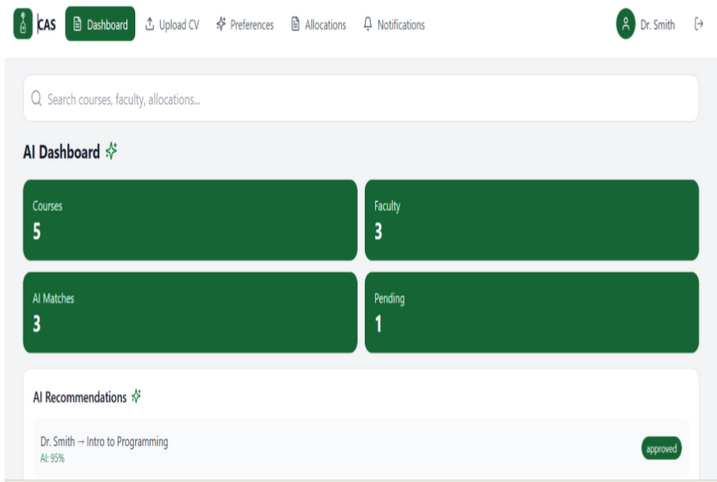 CAS Dashboard Upload CV Preferences Allocations Notifications Dr. Smith
Search courses, faculty, allocations...
AI Dashboard
Courses
5
Faculty
3
AI Matches
3
Pending
1
AI Recommendations
Dr. Smith → Intro to Programming
AI: 95%
approved